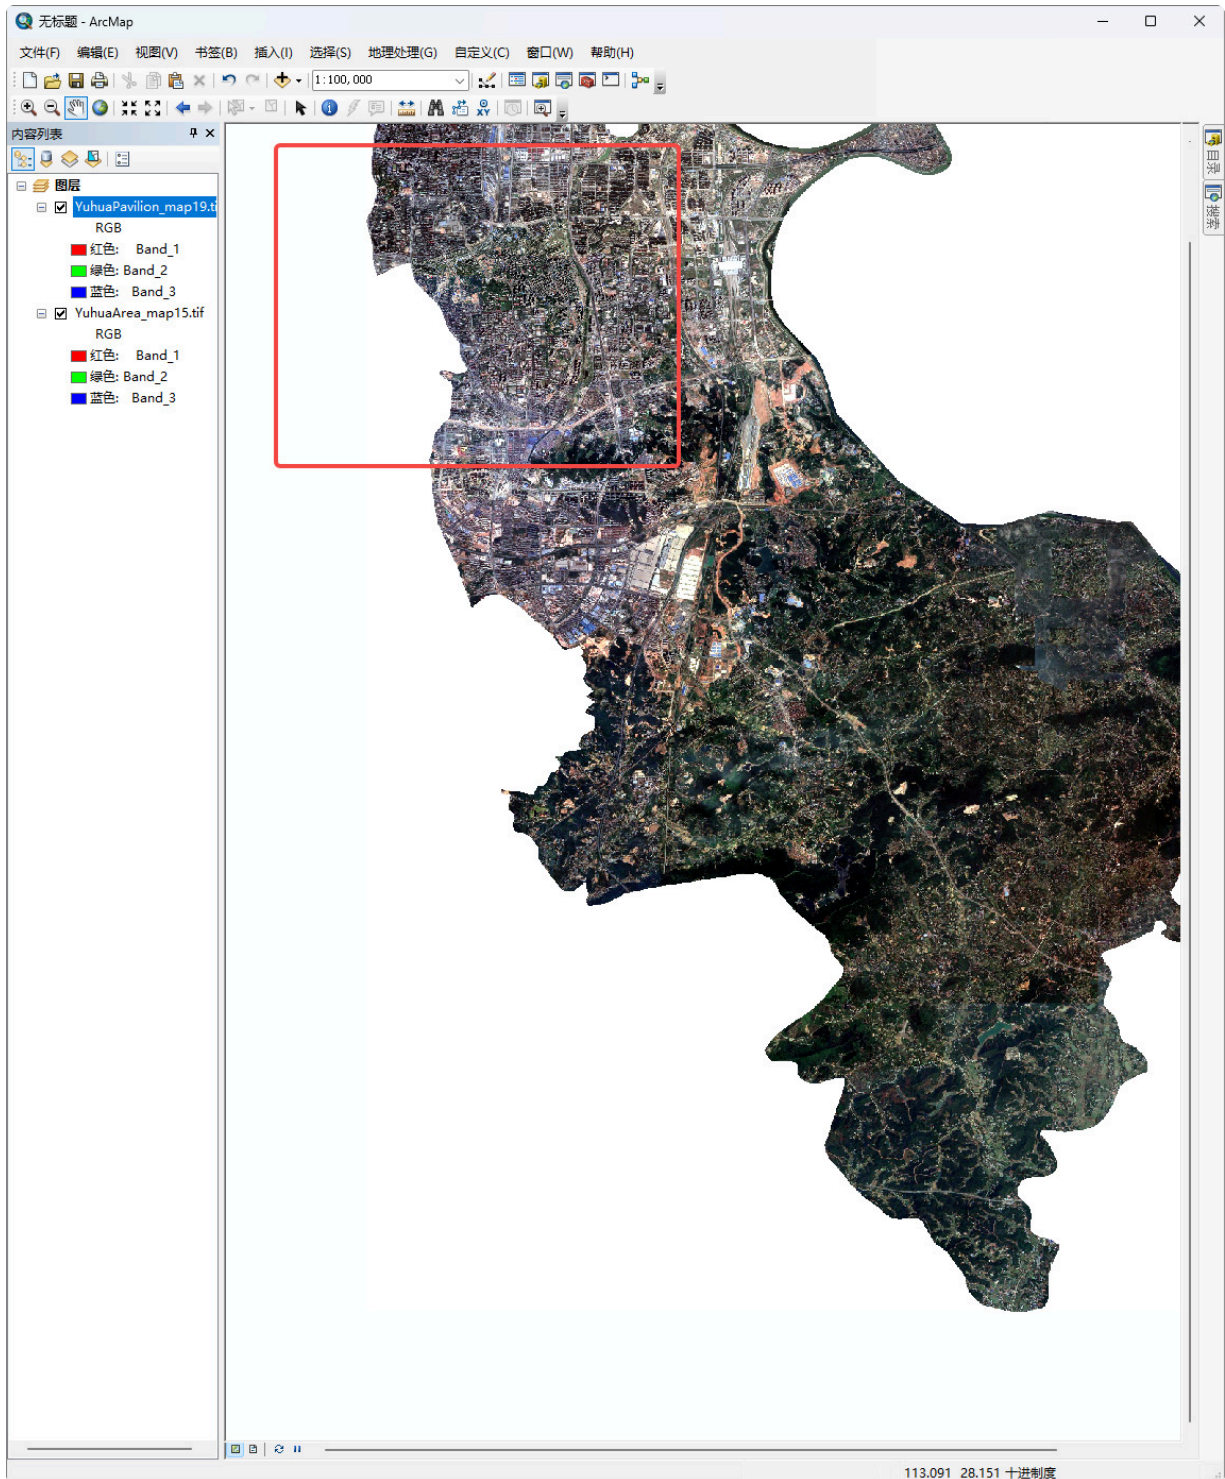 无标题 - ArcMap
文件(F) 编辑(E) 视图(V) 书签(B) 插入(I) 选择(S) 地理处理(G) 自定义(C) 窗口(W) 帮助(H)
1:100,000
内容列表
图层
YuhuaPavilion_map19.ti
RGB
红色: Band_1
绿色: Band_2
蓝色: Band_3
YuhuaArea_map15.tif
RGB
红色: Band_1
绿色: Band_2
蓝色: Band_3
目录
搜索
113.091 28.151 十进制度